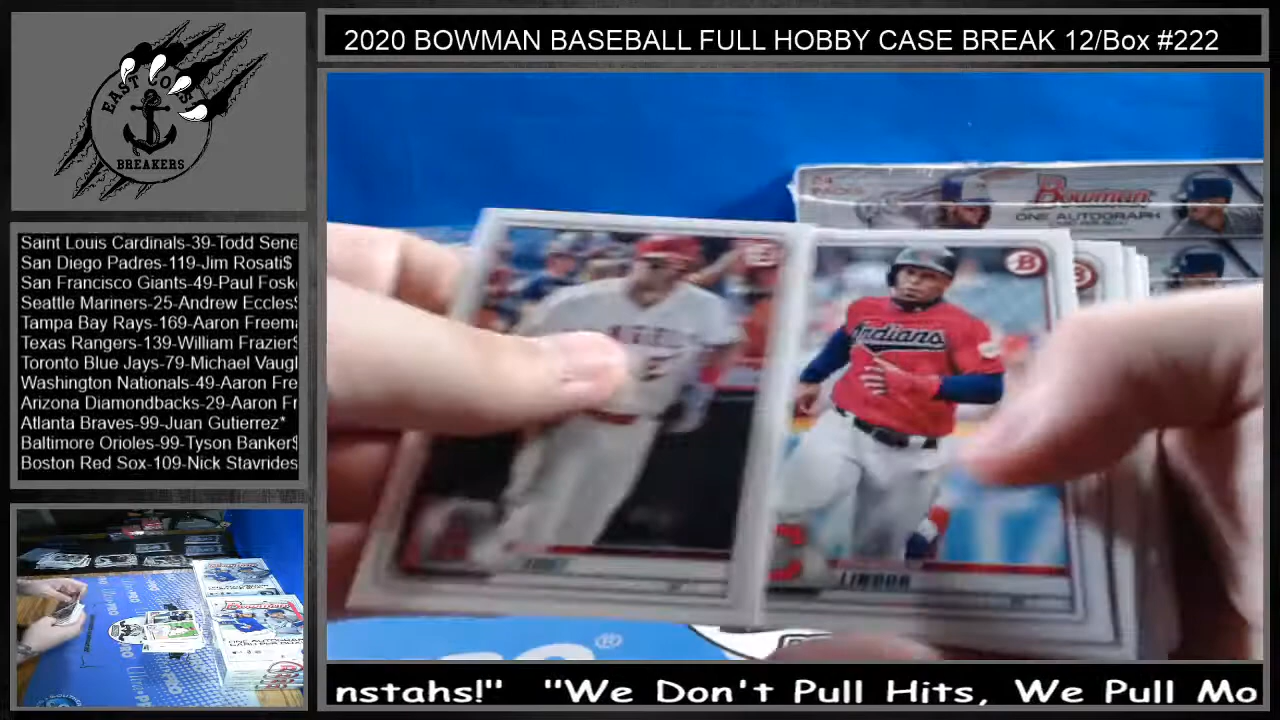 EAST COAST
BREAKERS
2020 BOWMAN BASEBALL FULL HOBBY CASE BREAK 12/Box #222
Saint Louis Cardinals-39-Todd Sene
San Diego Padres-119-Jim Rosati$
San Francisco Giants-49-Paul Fosk
Seattle Mariners-25-Andrew Eccles$
Tampa Bay Rays-169-Aaron Freema
Texas Rangers-139-William Frazier$
Toronto Blue Jays-79-Michael Vaugh
Washington Nationals-49-Aaron Fre
Arizona Diamondbacks-29-Aaron Fr
Atlanta Braves-99-Juan Gutierrez*
Baltimore Orioles-99-Tyson Banker$
Boston Red Sox-109-Nick Stavrides
Bowman
ONE AUTOGRAPH
B
Indians
LINDOR
nstahs!" "We Don't Pull Hits, We Pull Mo